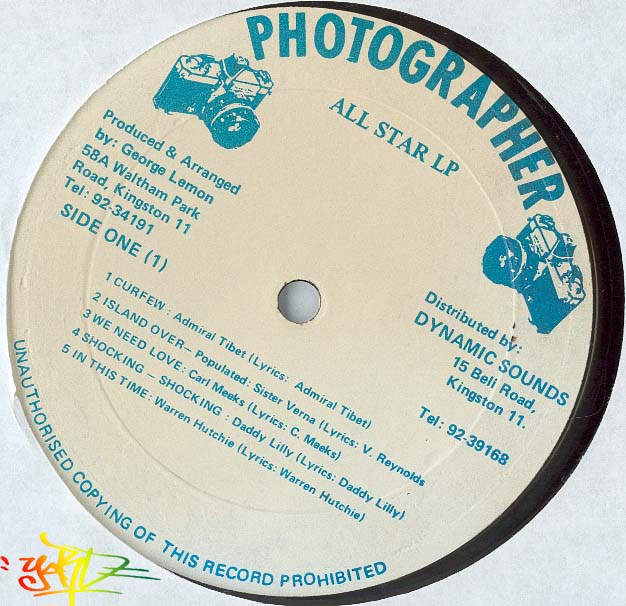 PHOTOGRAPHER
ALL STAR LP
Produced & Arranged
by: George Lemon
58A Waltham Park
Road, Kingston 11
Tel: 92-34191
SIDE ONE (1)
Distributed by:
DYNAMIC SOUNDS
15 Bell Road,
Kingston 11.
Tel: 92-39168
1 CURFEW : Admiral Tibet (Lyrics: Admiral Tibet)
2 ISLAND OVER – Populated: Sister Verna (Lyrics: V. Reynolds
3 WE NEED LOVE: Carl Meeks (Lyrics: C. Meeks)
4 SHOCKING – SHOCKING : Daddy Lilly (Lyrics: Daddy Lilly)
5 IN THIS TIME: Warren Hutchie (Lyrics: Warren Hutchie)
UNAUTHORISED COPYING OF THIS RECORD PROHIBITED